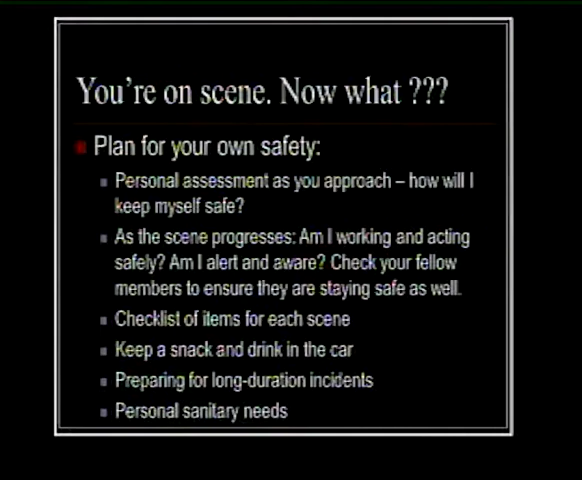 You're on scene. Now what ???
Plan for your own safety:
Personal assessment as you approach – how will I
keep myself safe?
As the scene progresses: Am I working and acting
safely? Am I alert and aware? Check your fellow
members to ensure they are staying safe as well.
Checklist of items for each scene
Keep a snack and drink in the car
Preparing for long-duration incidents
Personal sanitary needs